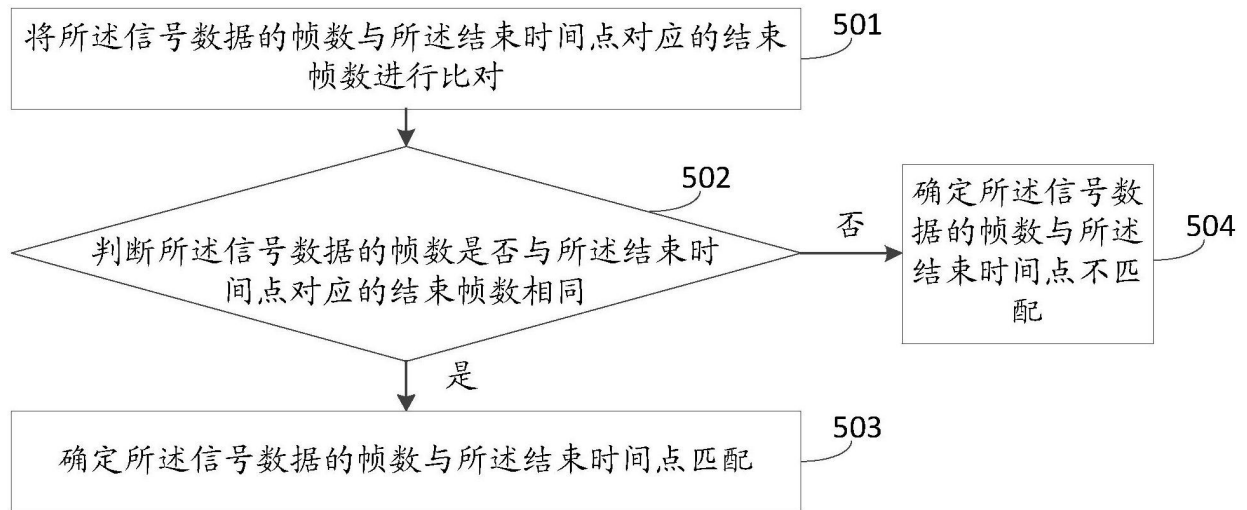 将所述信号数据的帧数与所述结束时间点对应的结束
帧数进行比对
501
502
判断所述信号数据的帧数是否与所述结束时
间点对应的结束帧数相同
否
确定所述信号数
据的帧数与所述
结束时间点不匹
配
504
是
503
确定所述信号数据的帧数与所述结束时间点匹配